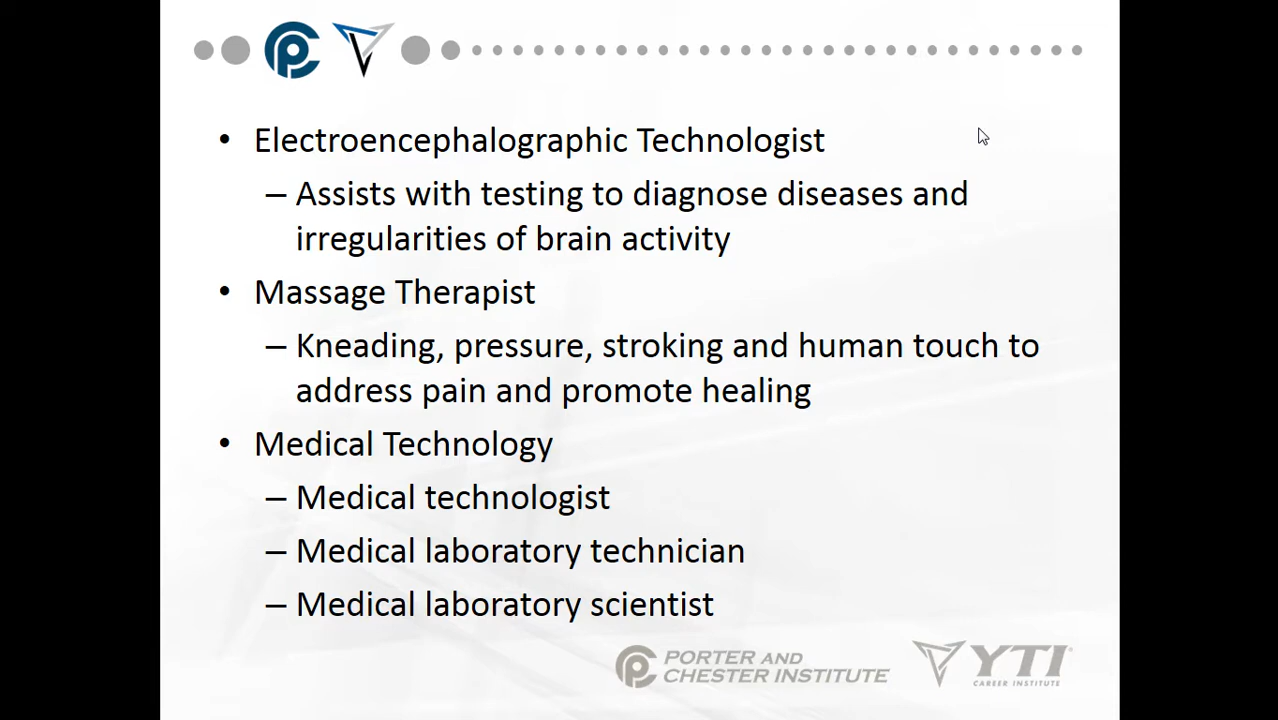 • Electroencephalographic Technologist
– Assists with testing to diagnose diseases and
irregularities of brain activity
• Massage Therapist
– Kneading, pressure, stroking and human touch to
address pain and promote healing
• Medical Technology
– Medical technologist
– Medical laboratory technician
– Medical laboratory scientist
PORTER AND
CHESTER INSTITUTE
YTI®
CAREER INSTITUTE